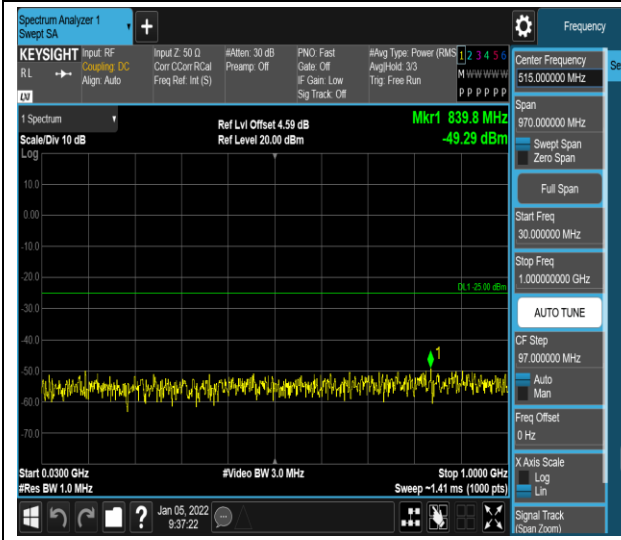 Spectrum Analyzer 1
Swept SA
+
Frequency
KEYSIGHT
RL
LXI
Input: RF
Coupling: DC
Align: Auto
Input Z: 50 Ω
Corr CCorr RCal
Freq Ref: Int (S)
#Atten: 30 dB
Preamp: Off
PNO: Fast
Gate: Off
IF Gain: Low
Sig Track: Off
#Avg Type: Power (RMS
Avg|Hold: 3/3
Trig: Free Run
1 2 3 4 5 6
M W W W W W
P P P P P P
Center Frequency
515.000000 MHz
Se
Span
970.000000 MHz
Swept Span
Zero Span
Full Span
Start Freq
30.000000 MHz
Stop Freq
1.000000000 GHz
AUTO TUNE
CF Step
97.000000 MHz
Auto
Man
Freq Offset
0 Hz
X Axis Scale
Log
Lin
Signal Track
(Span Zoom)
1 Spectrum
Scale/Div 10 dB
Ref Lvl Offset 4.59 dB
Ref Level 20.00 dBm
Mkr1 839.8 MHz
-49.29 dBm
Log
10.0
0.00
-10.0
-20.0
DL1 -25.00 dBm
-30.0
-40.0
1
-50.0
-60.0
-70.0
Start 0.0300 GHz
#Res BW 1.0 MHz
#Video BW 3.0 MHz
Stop 1.0000 GHz
Sweep ~1.41 ms (1000 pts)
?
Jan 05, 2022
9:37:22